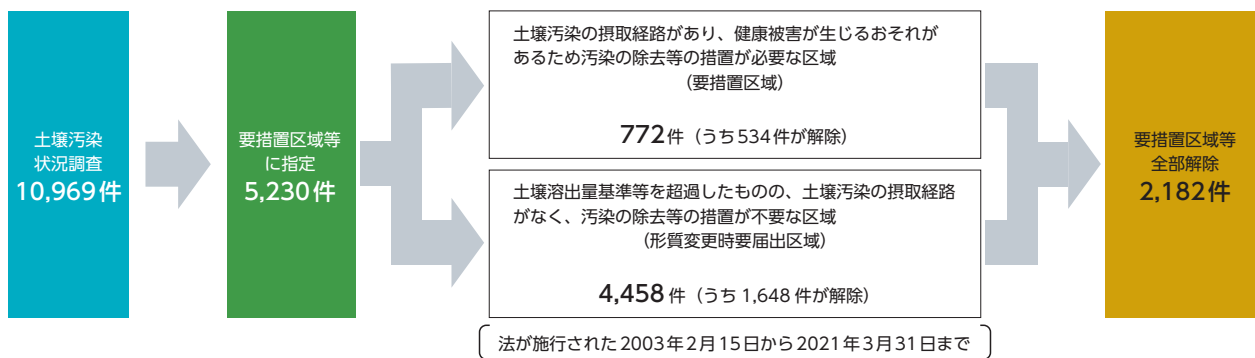 土壌汚染
状況調査
10,969件
要措置区域等
に指定
5,230件
土壌汚染の摂取経路があり、健康被害が生じるおそれが
あるため汚染の除去等の措置が必要な区域
（要措置区域）
772件（うち534件が解除）
土壌溶出量基準等を超過したものの、土壌汚染の摂取経路
がなく、汚染の除去等の措置が不要な区域
（形質変更時要届出区域）
4,458件（うち1,648件が解除）
法が施行された2003年2月15日から2021年3月31日まで
要措置区域等
全部解除
2,182件